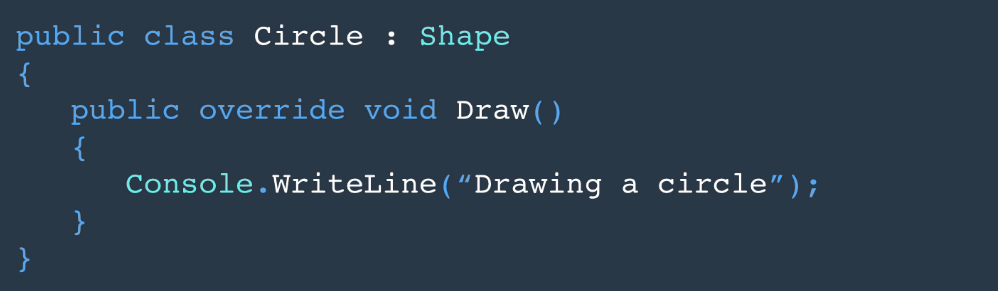 public class Circle : Shape
{
public override void Draw()
{
Console.WriteLine(“Drawing a circle”);
}
}